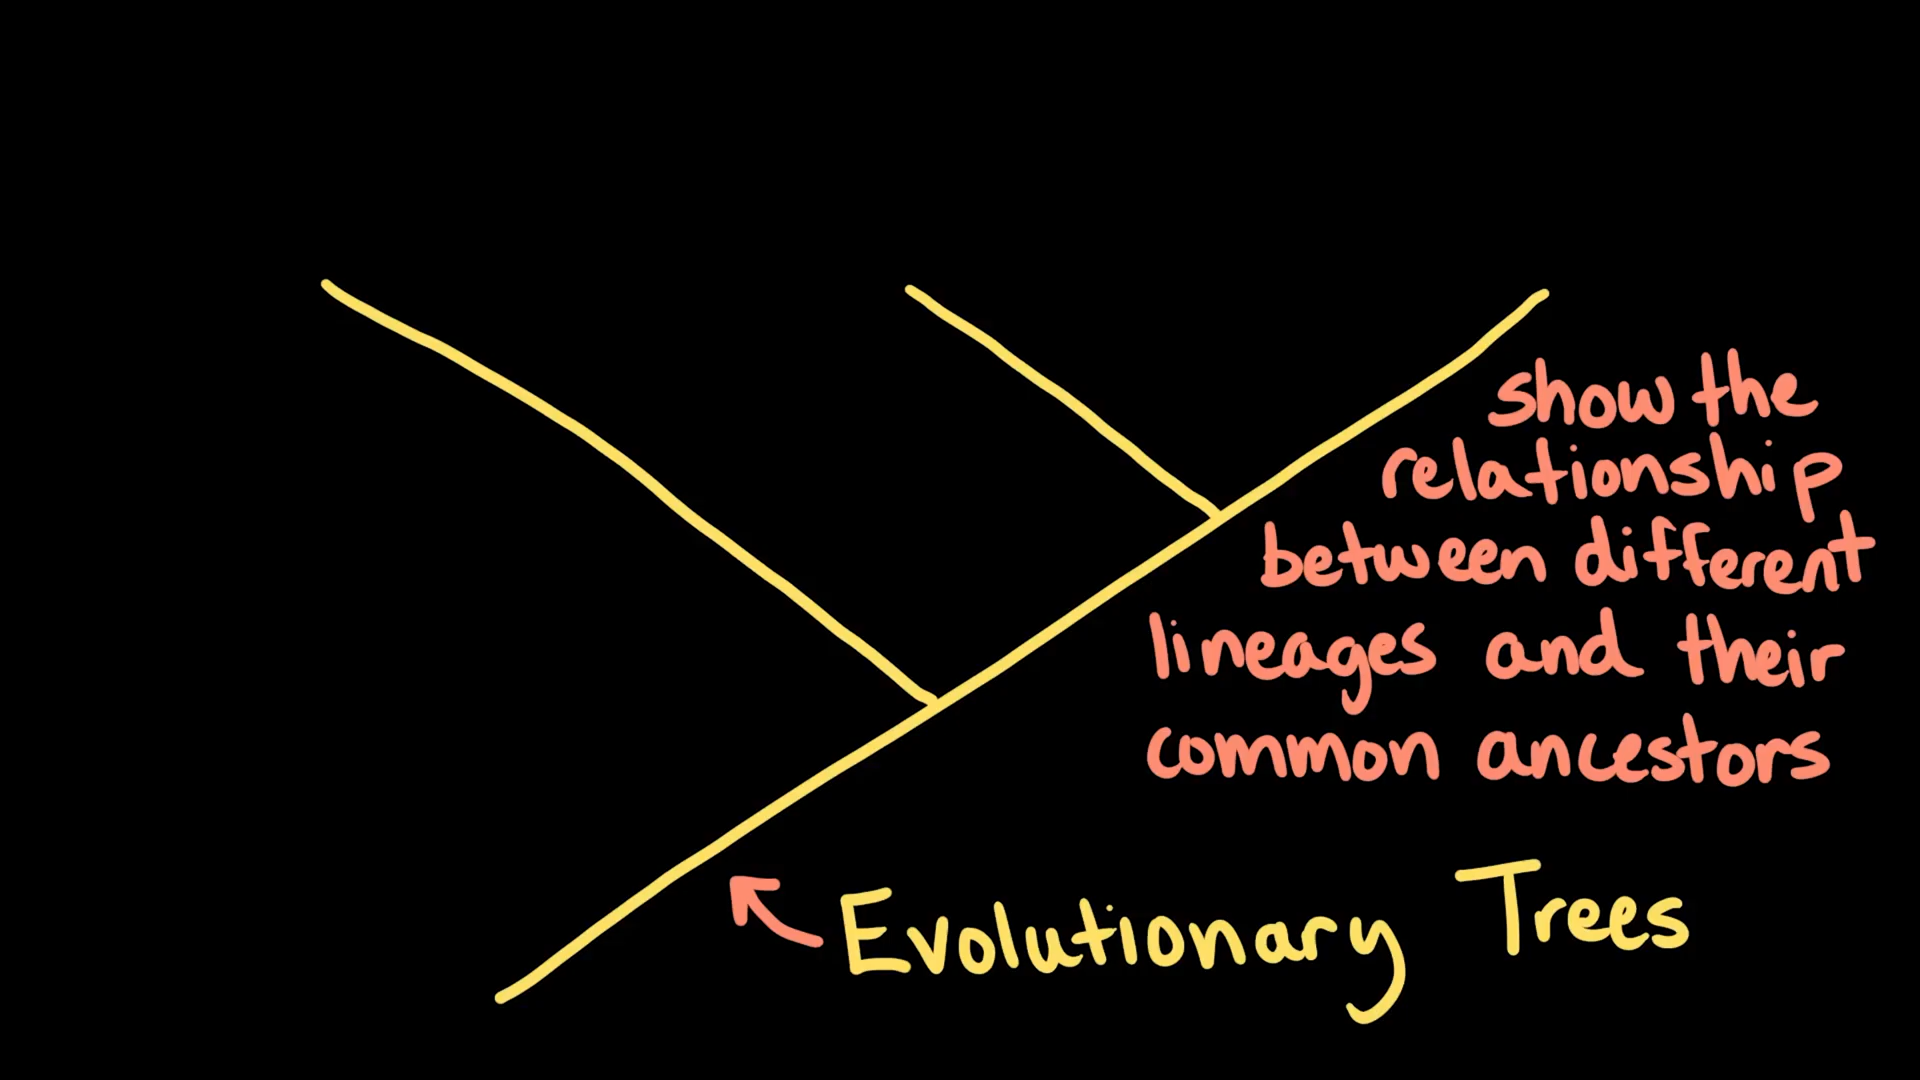 show the
relationship
between different
lineages and their
common ancestors
Evolutionary Trees